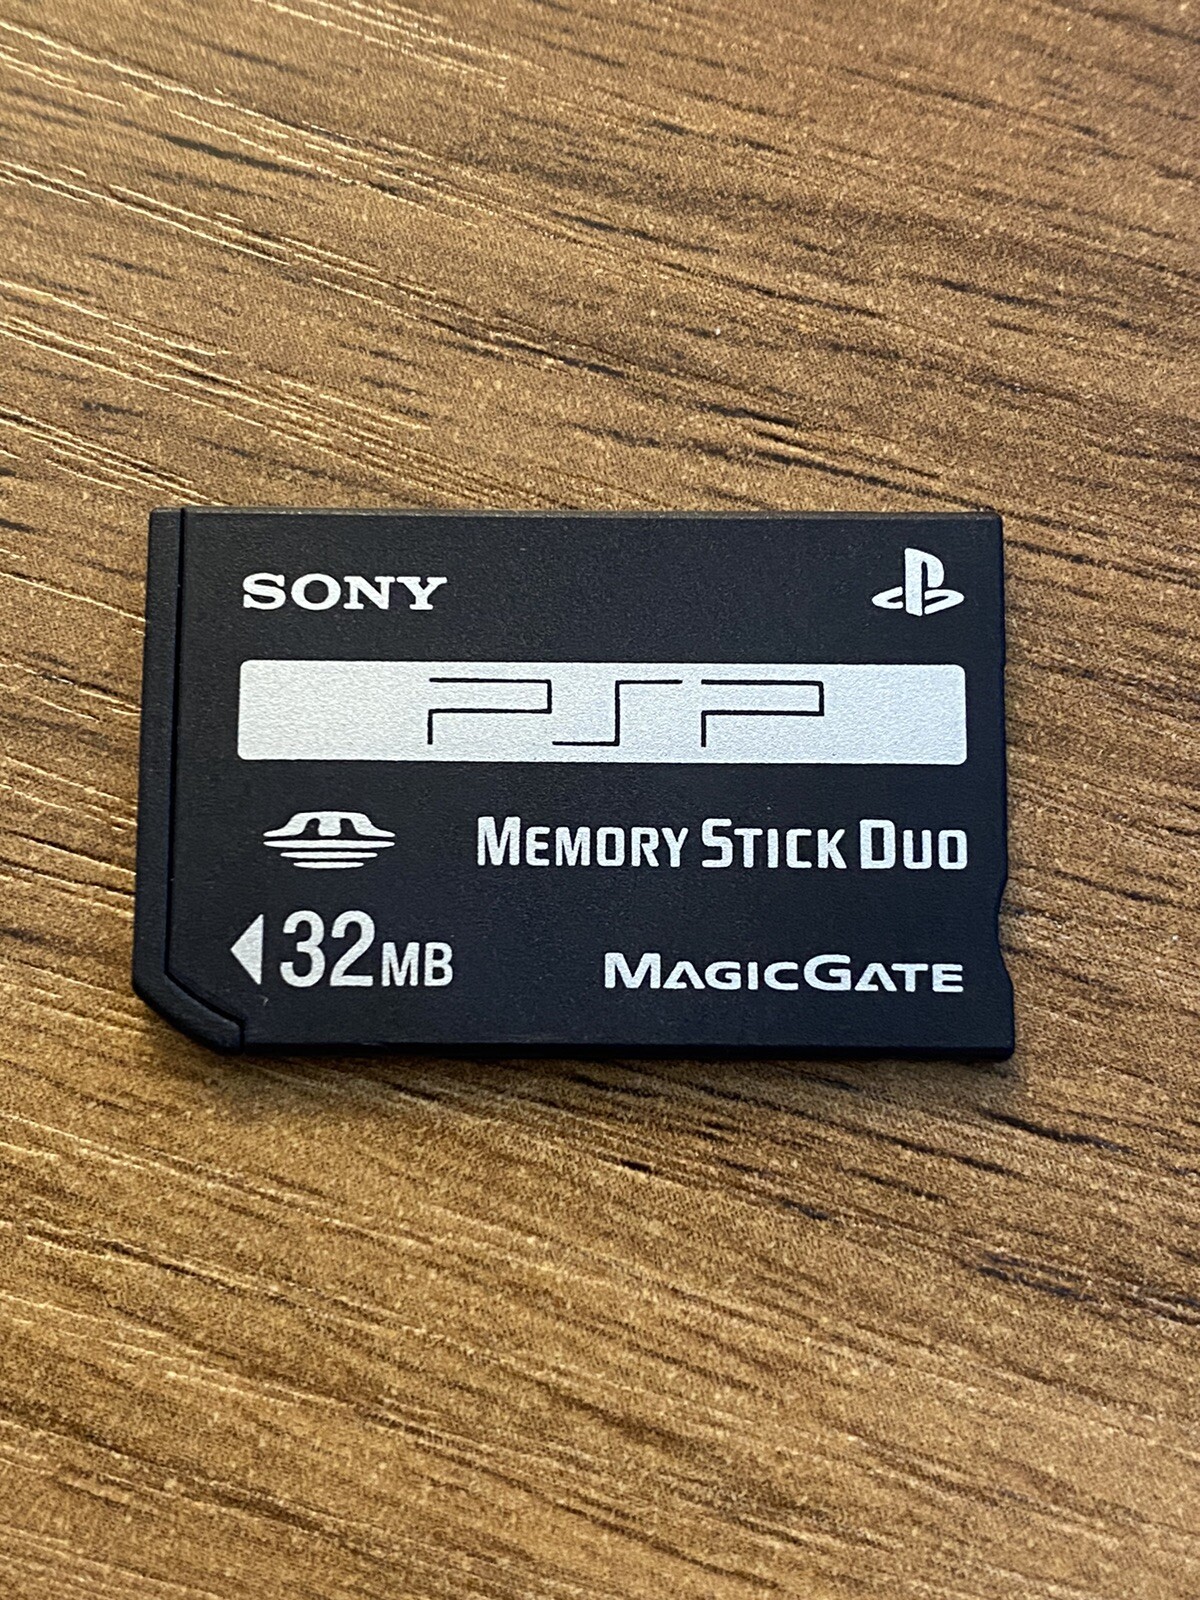 SONY
PSP
MEMORY STICK DUO
32MB
MAGICGATE